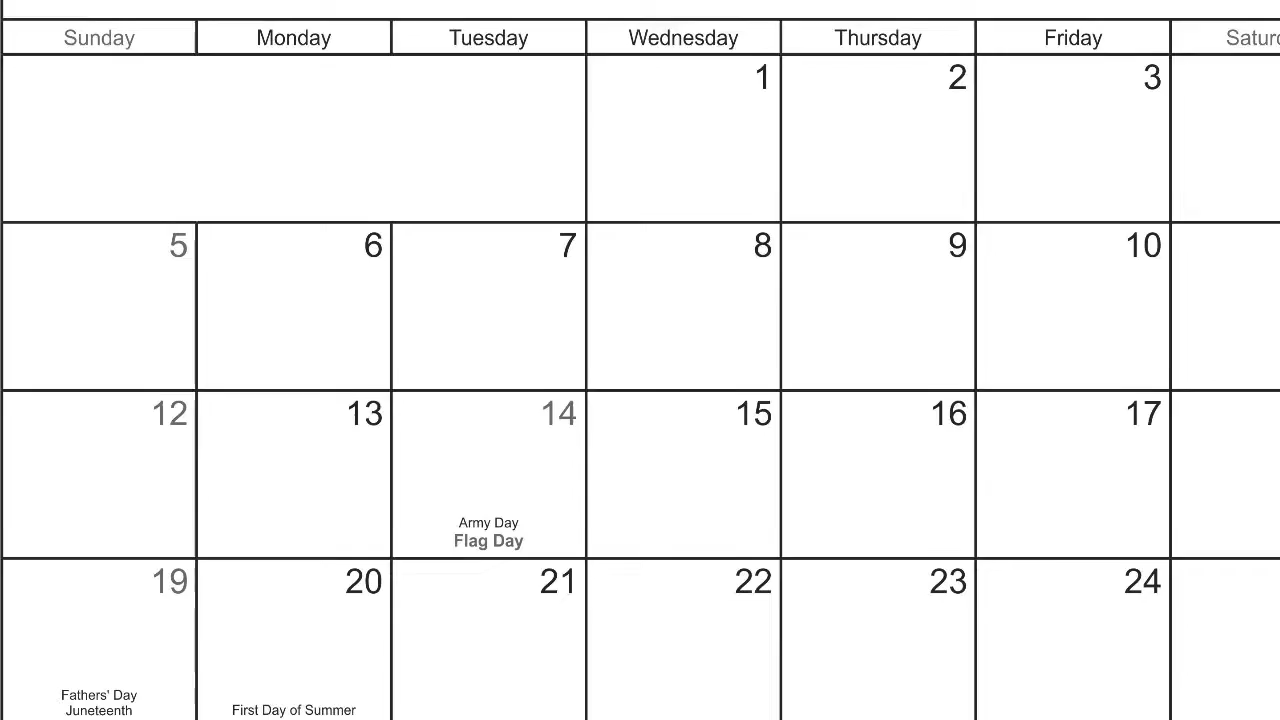 Sunday Monday Tuesday Wednesday Thursday Friday Satur
1 2 3
5 6 7 8 9 10
12 13 14 15 16 17
Army Day
Flag Day
19 20 21 22 23 24
Fathers' Day
Juneteenth First Day of Summer